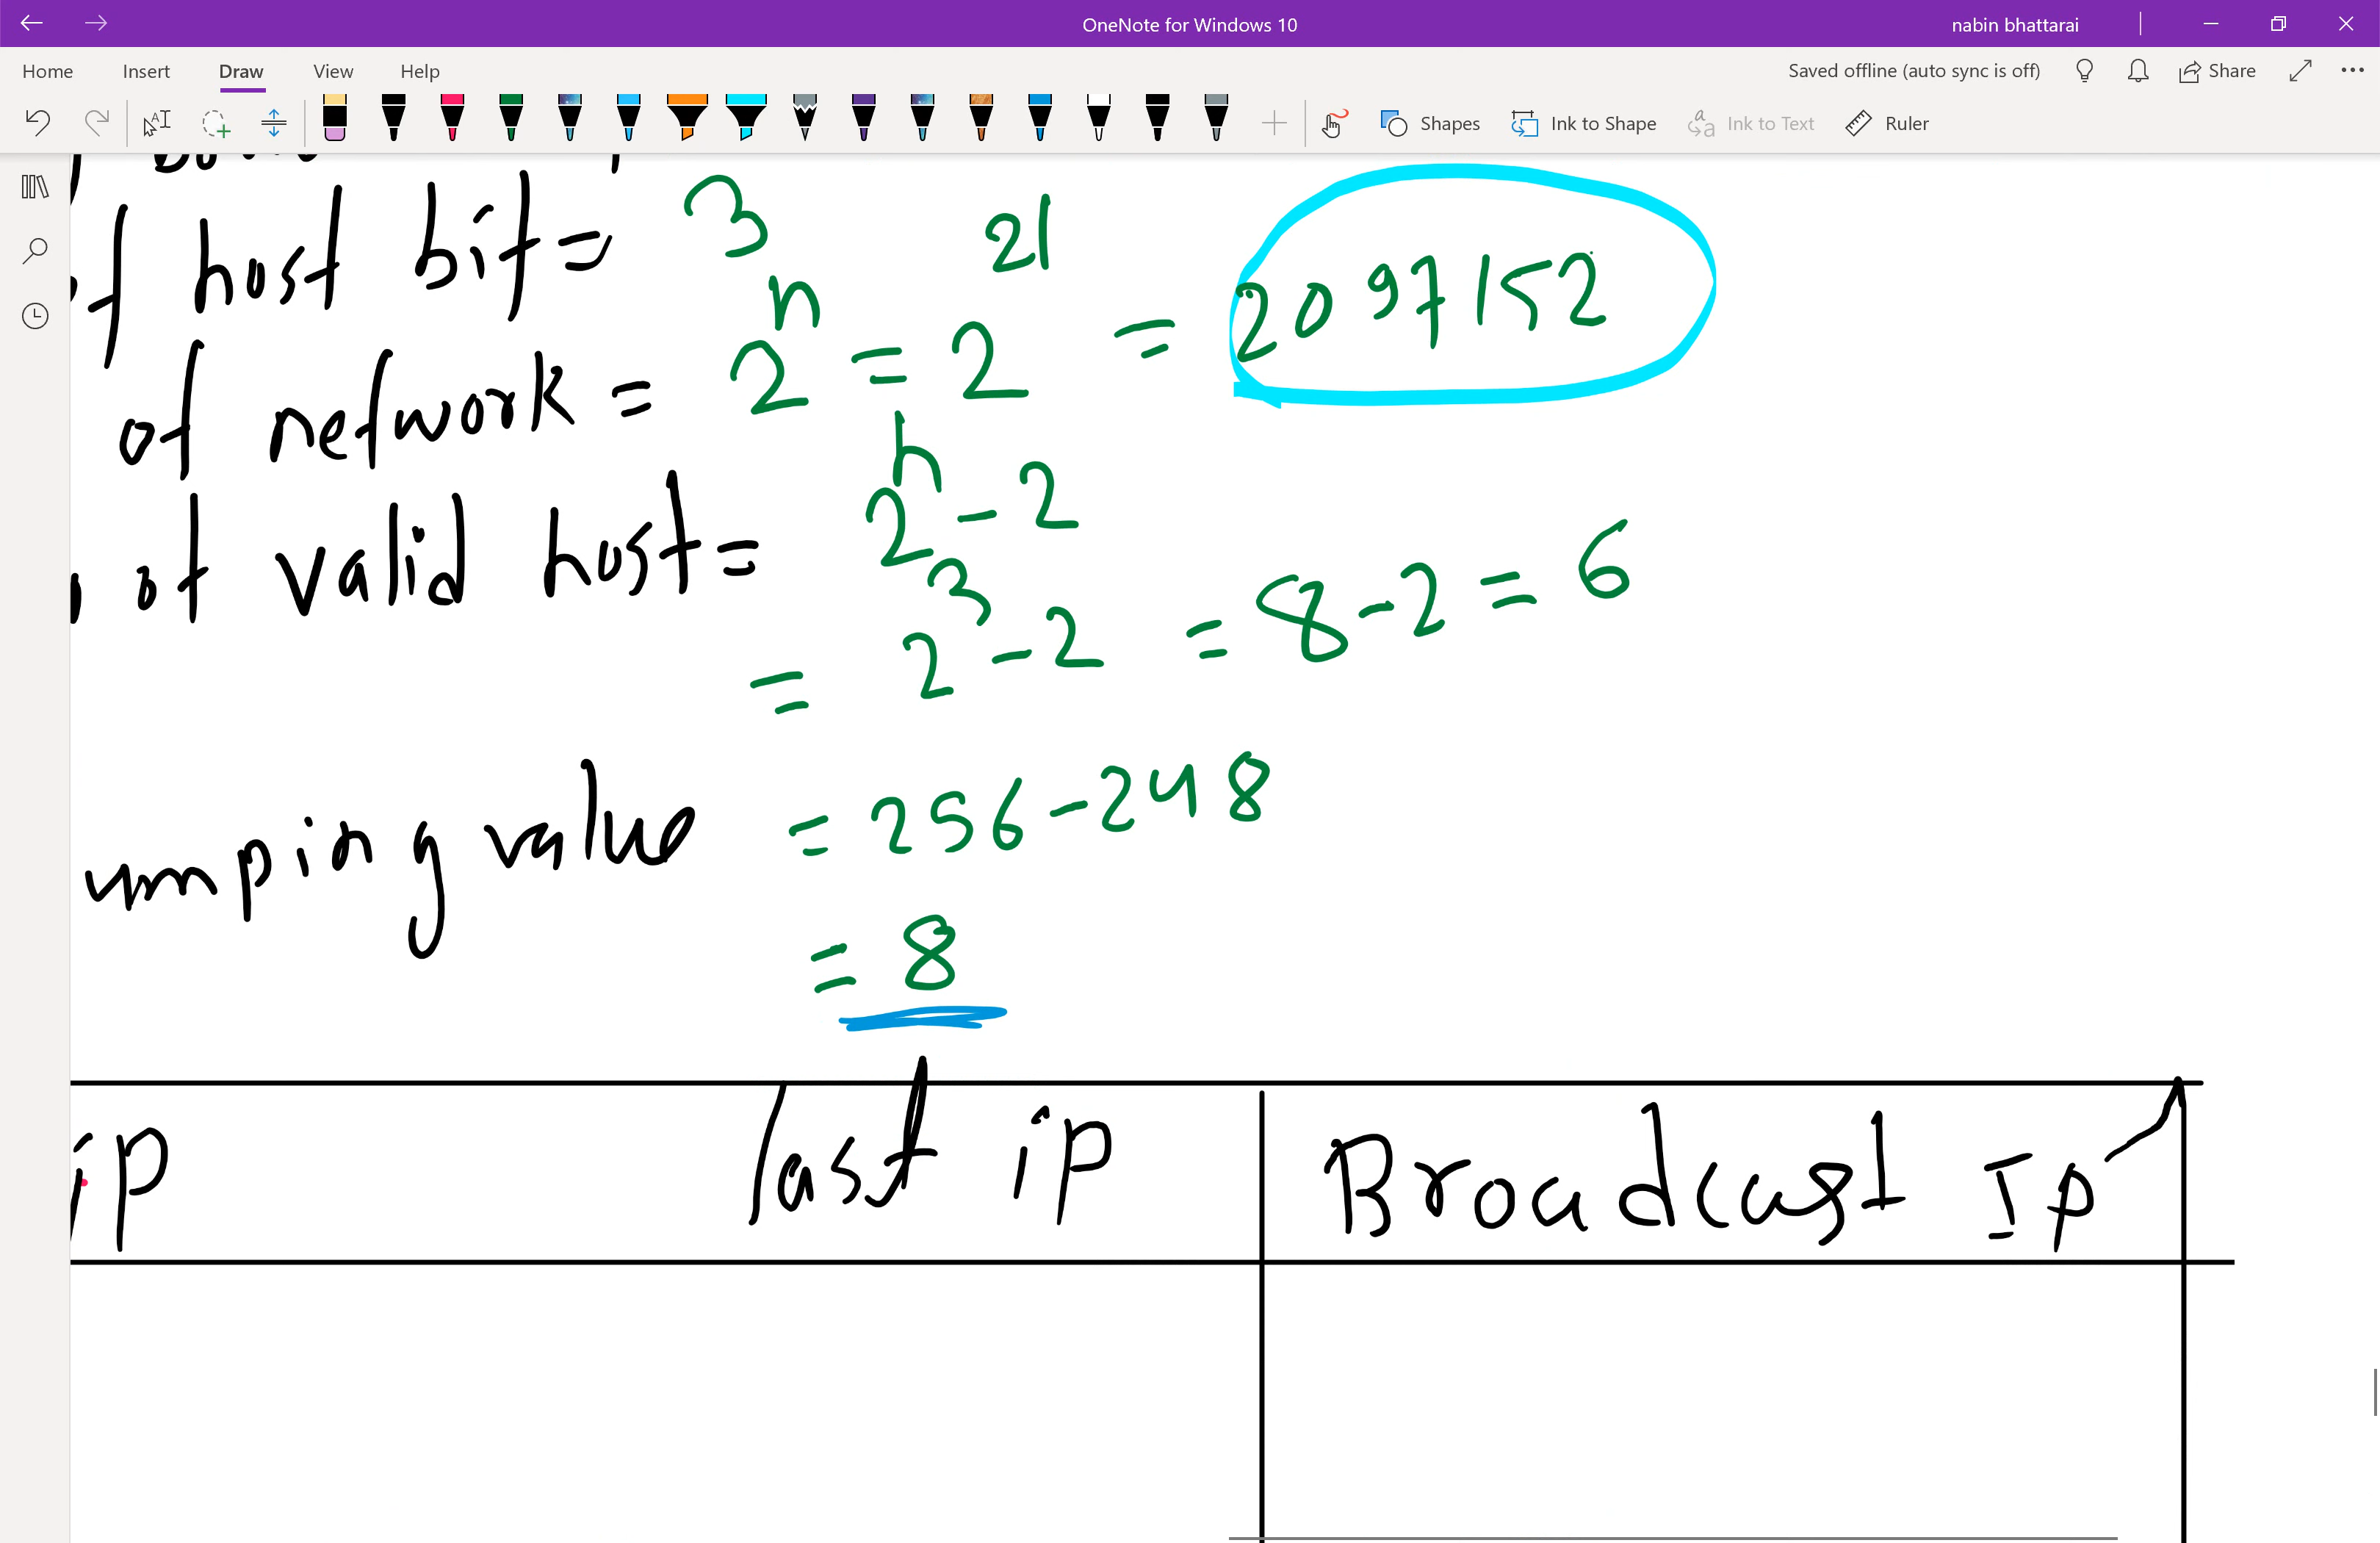 OneNote for Windows 10
nabin bhattarai
Home Insert Draw View Help
Saved offline (auto sync is off) Share
Shapes Ink to Shape Ink to Text Ruler
f host bit = 3
of network = 2^n = 2^21 = 2097152
of valid host = 2^h - 2
= 2^3 - 2 = 8 - 2 = 6
umping value = 256 - 248
= 8
ip last ip Broadcast Ip